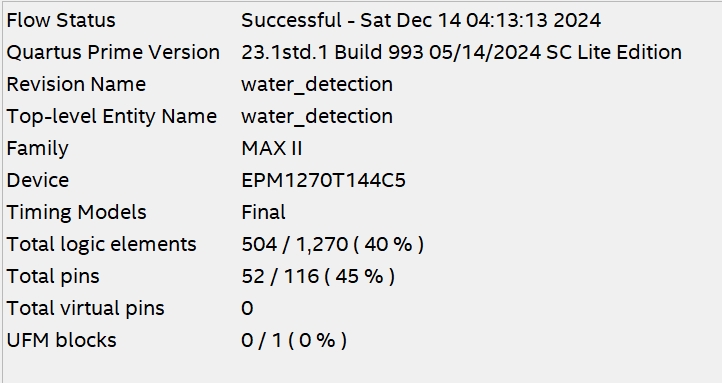 Flow Status Successful - Sat Dec 14 04:13:13 2024
Quartus Prime Version 23.1std.1 Build 993 05/14/2024 SC Lite Edition
Revision Name water_detection
Top-level Entity Name water_detection
Family MAX II
Device EPM1270T144C5
Timing Models Final
Total logic elements 504 / 1,270 ( 40 % )
Total pins 52 / 116 ( 45 % )
Total virtual pins 0
UFM blocks 0 / 1 ( 0 % )